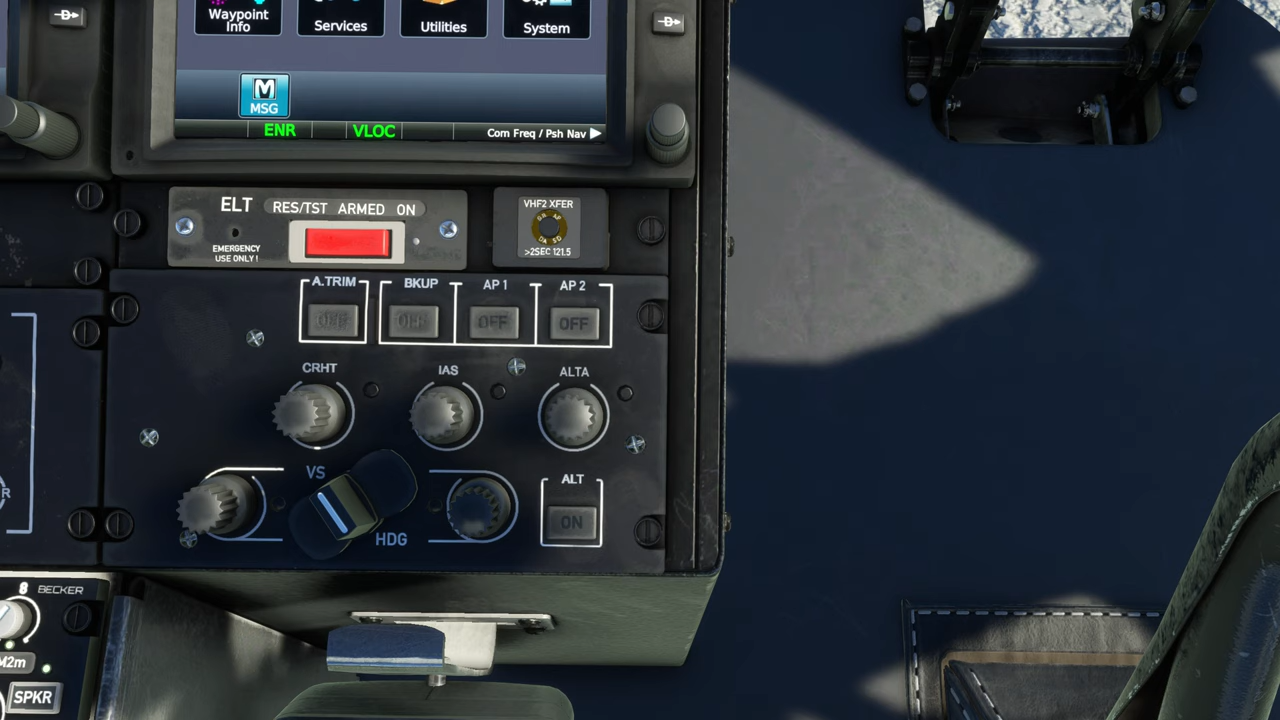 Waypoint
Info
Services
Utilities
System
MSG
ENR
VLOC
Com Freq / Psh Nav
ELT
RES/TST ARMED ON
EMERGENCY
USE ONLY!
VHF2 XFER
>2SEC 121.5
A.TRIM
BKUP
AP 1
AP 2
OFF
OFF
OFF
OFF
CRHT
IAS
ALTA
VS
HDG
ALT
ON
R
8
BECKER
M2m
SPKR